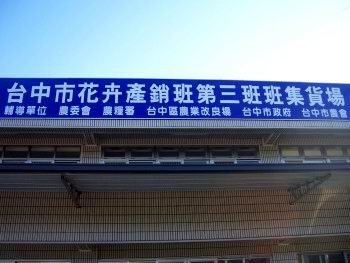 台中市花卉產銷班第三班班集貨場
輔導單位 農委會 農糧署 台中區農業改良場 台中市政府 台中市農會